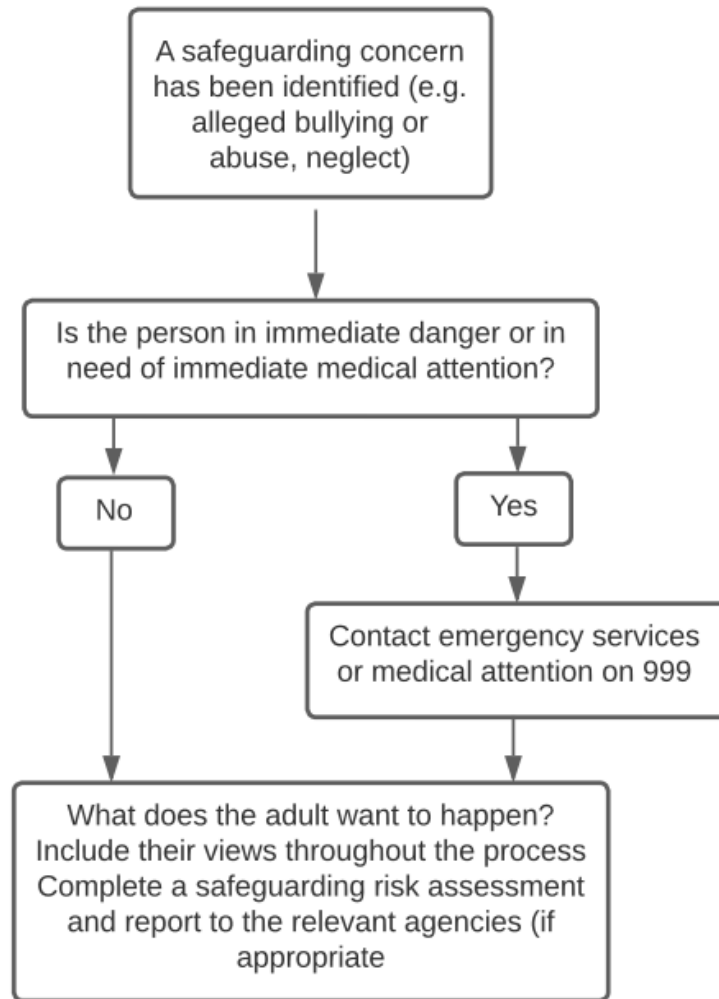 A safeguarding concern
has been identified (e.g.
alleged bullying or
abuse, neglect)
Is the person in immediate danger or in
need of immediate medical attention?
No
Yes
Contact emergency services
or medical attention on 999
What does the adult want to happen?
Include their views throughout the process
Complete a safeguarding risk assessment
and report to the relevant agencies (if
appropriate